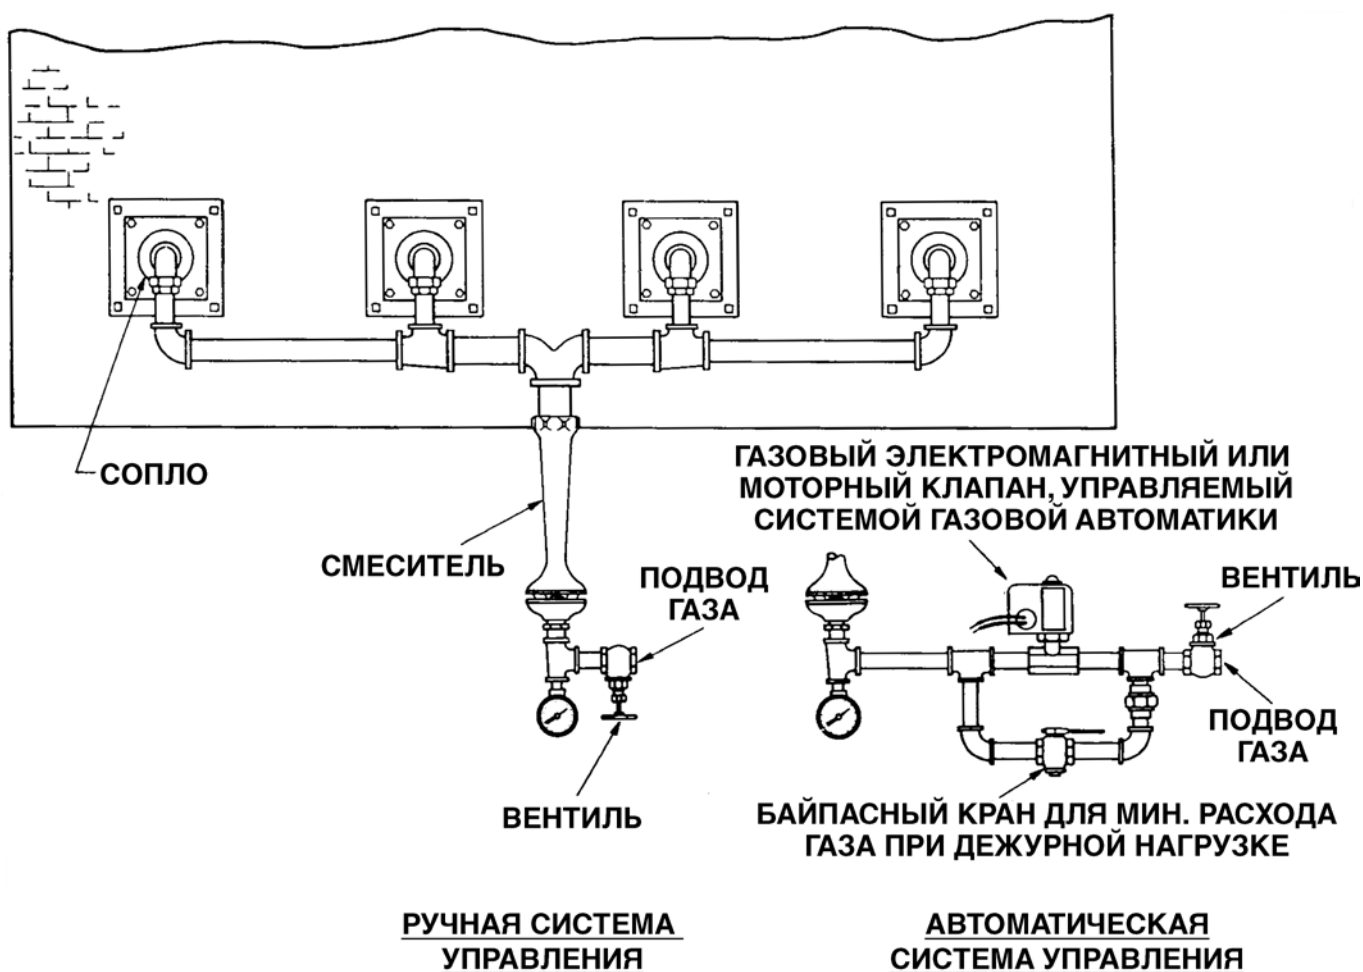 СОПЛО
СМЕСИТЕЛЬ
ПОДВОД
ГАЗА
ВЕНТИЛЬ
РУЧНАЯ СИСТЕМА
УПРАВЛЕНИЯ
ГАЗОВЫЙ ЭЛЕКТРОМАГНИТНЫЙ ИЛИ
МОТОРНЫЙ КЛАПАН, УПРАВЛЯЕМЫЙ
СИСТЕМОЙ ГАЗОВОЙ АВТОМАТИКИ
ВЕНТИЛЬ
ПОДВОД
ГАЗА
БАЙПАСНЫЙ КРАН ДЛЯ МИН. РАСХОДА
ГАЗА ПРИ ДЕЖУРНОЙ НАГРУЗКЕ
АВТОМАТИЧЕСКАЯ
СИСТЕМА УПРАВЛЕНИЯ